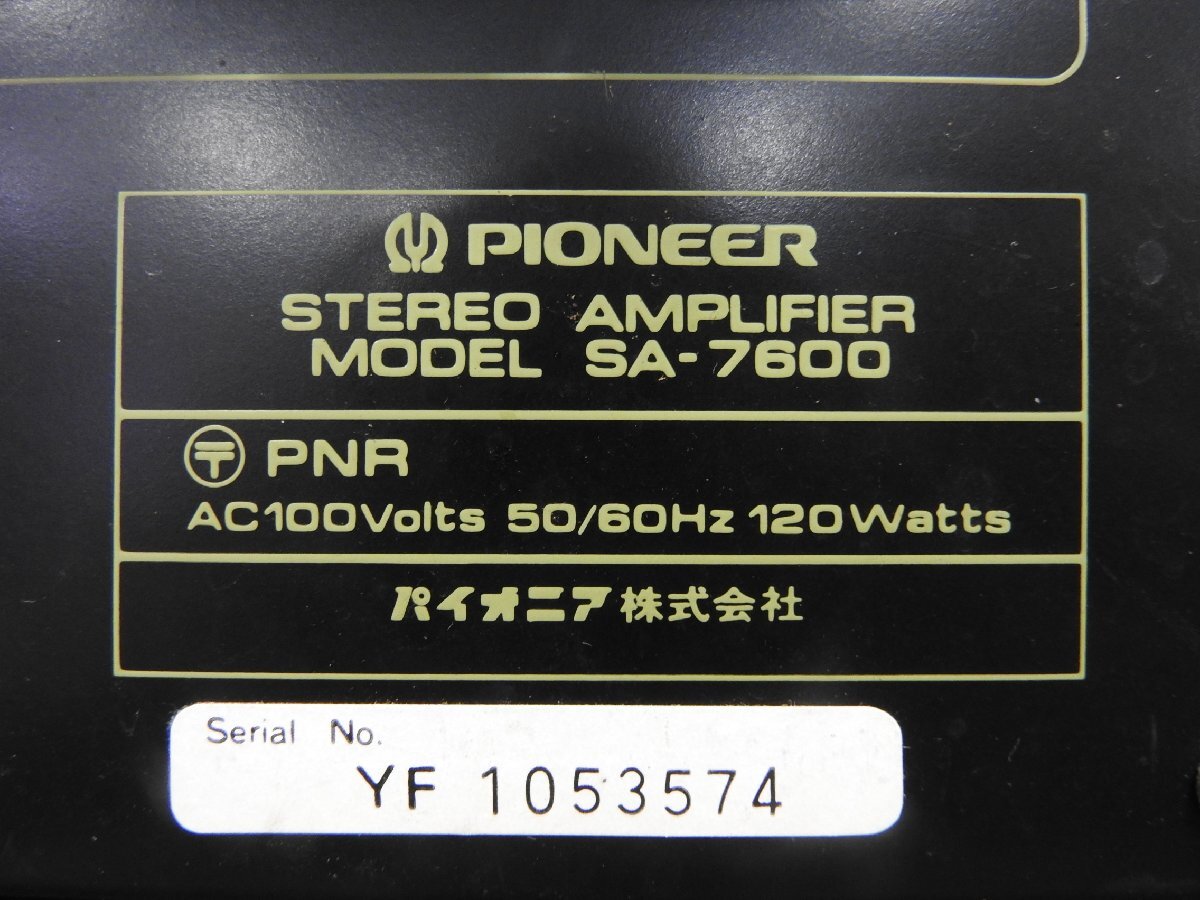 PIONEER
STEREO AMPLIFIER
MODEL SA-7600
〒 PNR
AC100Volts 50/60Hz 120Watts
パイオニア株式会社
Serial No.
YF 1053574